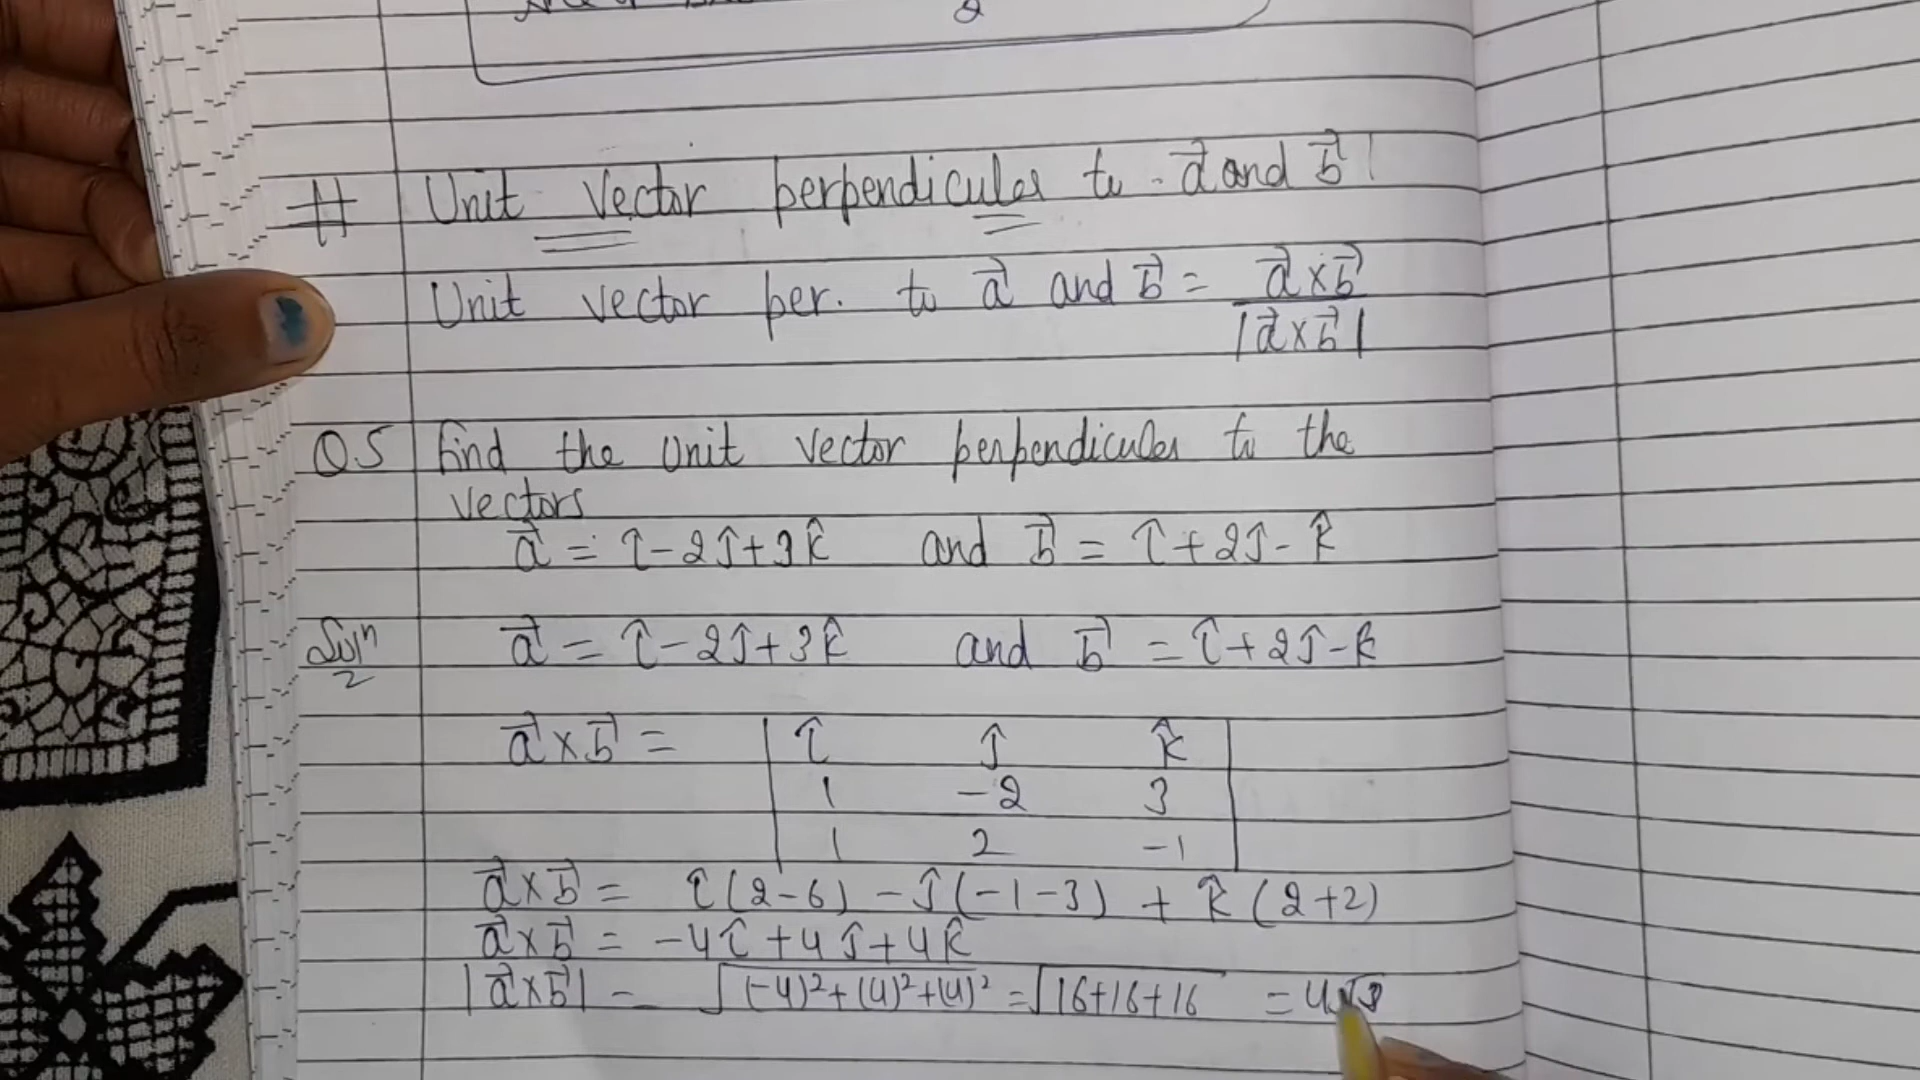 2
# Unit vector perpendicular to a⃗ and b⃗
Unit vector per. to a⃗ and b⃗ = a⃗×b⃗ / |a⃗×b⃗|
Q5 find the unit vector perpendicular to the
vectors
a⃗ = î-2ĵ+3k̂ and b⃗ = î+2ĵ-k̂
Solⁿ a⃗ = î-2ĵ+3k̂ and b⃗ = î+2ĵ-k̂
a⃗×b⃗ = | î ĵ k̂ |
1 -2 3
1 2 -1
a⃗×b⃗ = î(2-6) - ĵ(-1-3) + k̂(2+2)
a⃗×b⃗ = -4î+4ĵ+4k̂
|a⃗×b⃗| = √(-4)²+(4)²+(4)² = √16+16+16 = 4√3